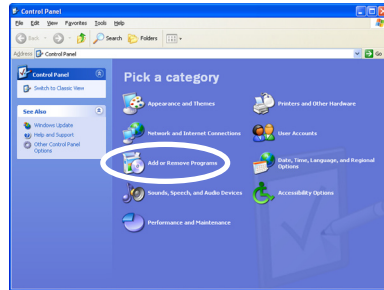 Control Panel
File Edit View Favorites Tools Help
Back Search Folders
Address Control Panel Go
Control Panel
Switch to Classic View
See Also
Windows Update
Help and Support
Other Control Panel
Options
Pick a category
Appearance and Themes
Printers and Other Hardware
Network and Internet Connections
User Accounts
Add or Remove Programs
Date, Time, Language, and Regional
Options
Sounds, Speech, and Audio Devices
Accessibility Options
Performance and Maintenance